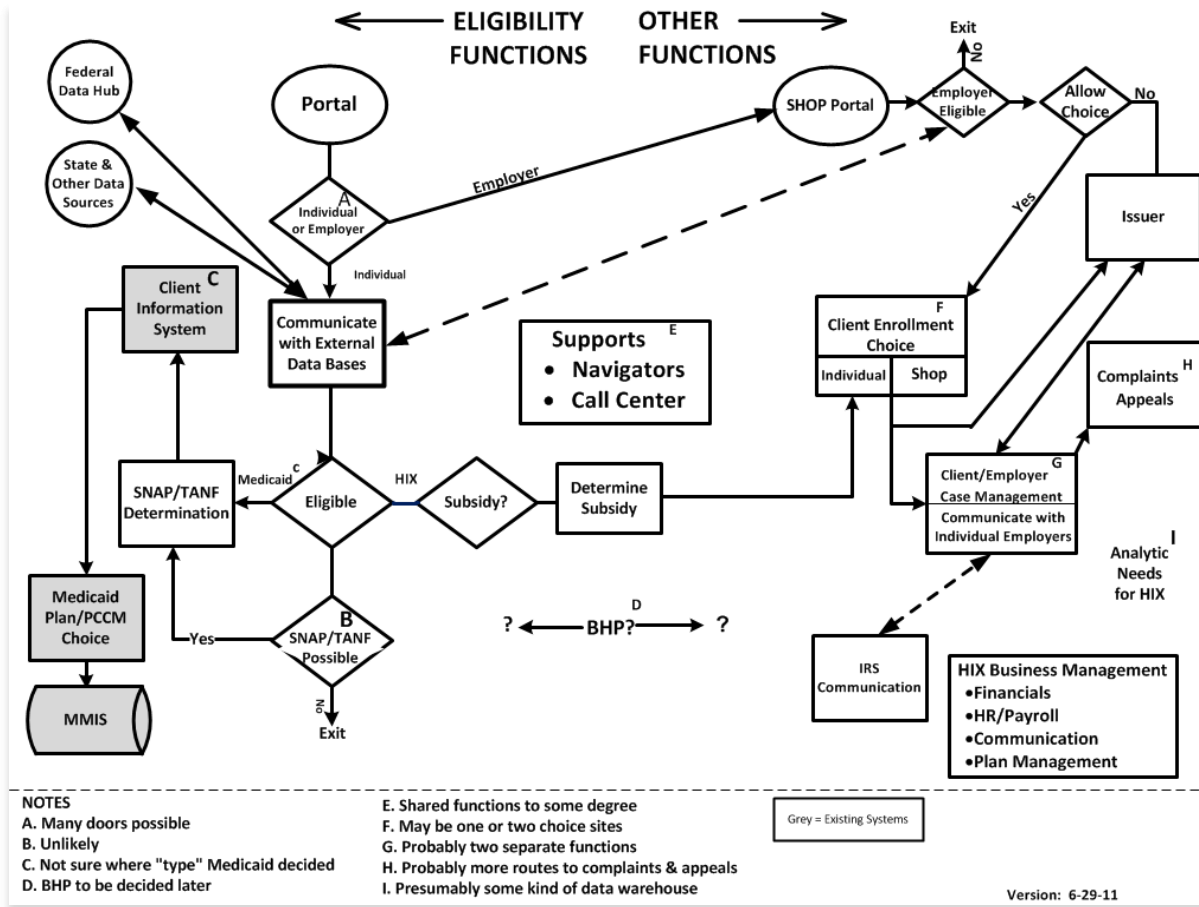 ELIGIBILITY FUNCTIONS
OTHER FUNCTIONS
Federal
Data Hub
State &
Other Data
Sources
Portal
A
Individual
or Employer
Employer
Individual
SHOP Portal
Employer
Eligible
No
Exit
Allow
Choice
No
Yes
Issuer
C
Client
Information
System
Communicate
with External
Data Bases
E
Supports
• Navigators
• Call Center
F
Client Enrollment
Choice
Individual
Shop
H
Complaints
Appeals
SNAP/TANF
Determination
Medicaid
C
Eligible
HIX
Subsidy?
Determine
Subsidy
G
Client/Employer
Case Management
Communicate with
Individual Employers
I
Analytic
Needs
for HIX
Medicaid
Plan/PCCM
Choice
Yes
B
SNAP/TANF
Possible
No
Exit
D
? BHP? ?
MMIS
IRS
Communication
HIX Business Management
•Financials
•HR/Payroll
•Communication
•Plan Management
NOTES
A. Many doors possible
B. Unlikely
C. Not sure where "type" Medicaid decided
D. BHP to be decided later
E. Shared functions to some degree
F. May be one or two choice sites
G. Probably two separate functions
H. Probably more routes to complaints & appeals
I. Presumably some kind of data warehouse
Grey = Existing Systems
Version: 6-29-11